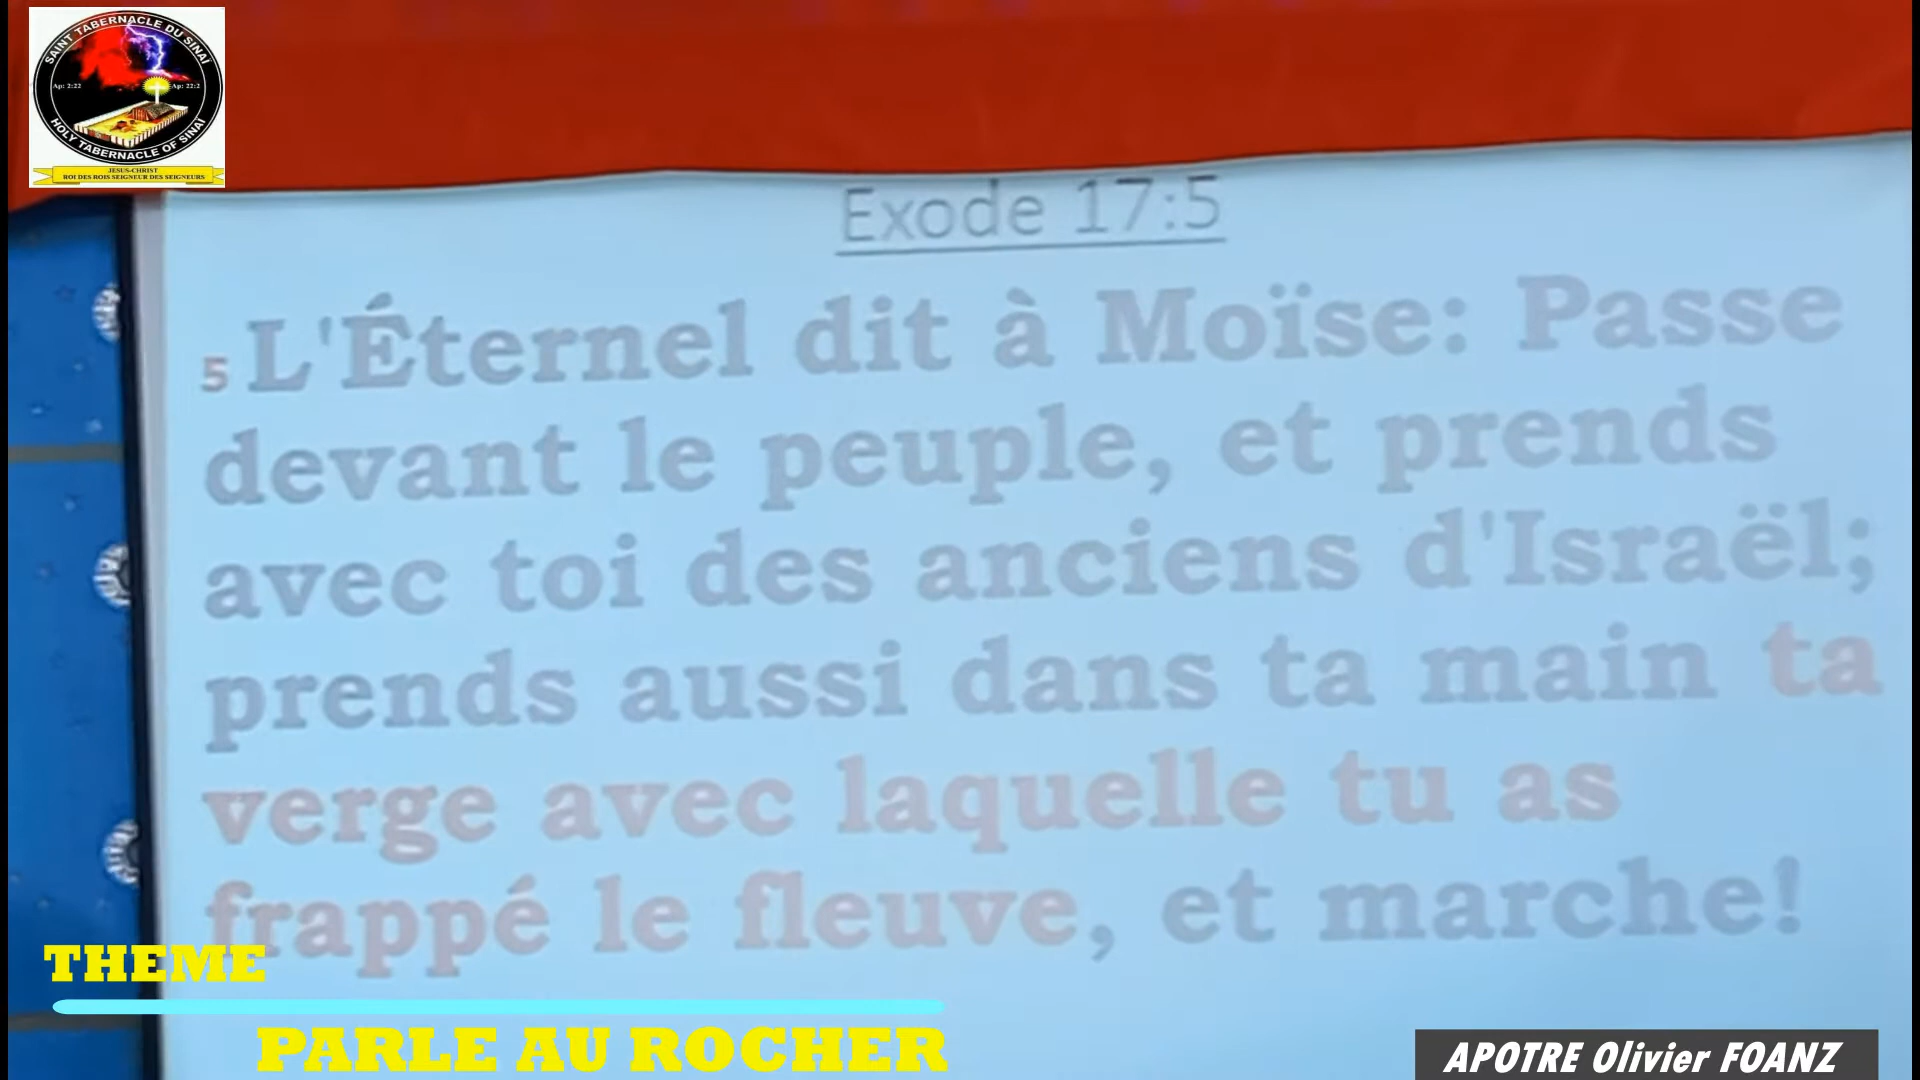 SAINT TABERNACLE DU SINAÏ
Ap: 2:22
Ap: 22:2
HOLY TABERNACLE OF SINAI
JESUS-CHRIST
ROI DES ROIS SEIGNEUR DES SEIGNEURS
Exode 17:5
5 L'Éternel dit à Moïse: Passe
devant le peuple, et prends
avec toi des anciens d'Israël;
prends aussi dans ta main ta
verge avec laquelle tu as
frappé le fleuve, et marche!
THEME
PARLE AU ROCHER
APOTRE Olivier FOANZ